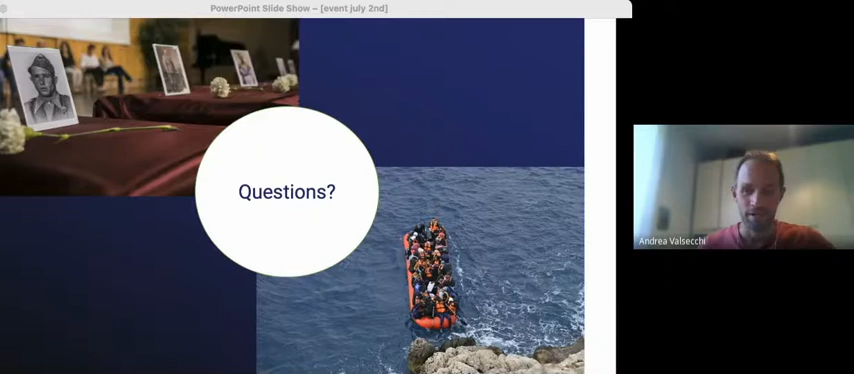 PowerPoint Slide Show – [event july 2nd]
Questions?
Andrea Valsecchi